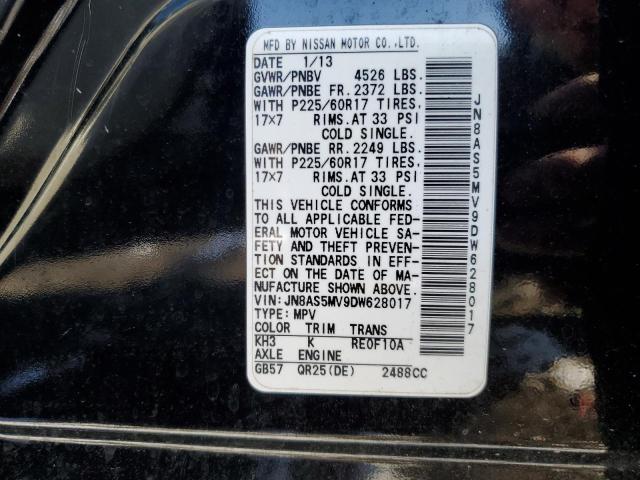 MFD BY NISSAN MOTOR CO.,LTD.
DATE 1/13
GVWR/PNBV 4526 LBS.
GAWR/PNBE FR.2372 LBS.
WITH P225/60R17 TIRES,
17×7 RIMS.AT 33 PSI
COLD SINGLE.
GAWR/PNBE RR.2249 LBS.
WITH P225/60R17 TIRES,
17×7 RIMS.AT 33 PSI
COLD SINGLE.
THIS VEHICLE CONFORMS
TO ALL APPLICABLE FED-
ERAL MOTOR VEHICLE SA-
FETY AND THEFT PREVEN-
TION STANDARDS IN EFF-
ECT ON THE DATE OF MA-
NUFACTURE SHOWN ABOVE.
VIN:JN8AS5MV9DW628017
TYPE:MPV
COLOR TRIM TRANS
KH3 K RE0F10A
AXLE ENGINE
GB57 QR25(DE) 2488CC
JN8AS5MV9DW628017